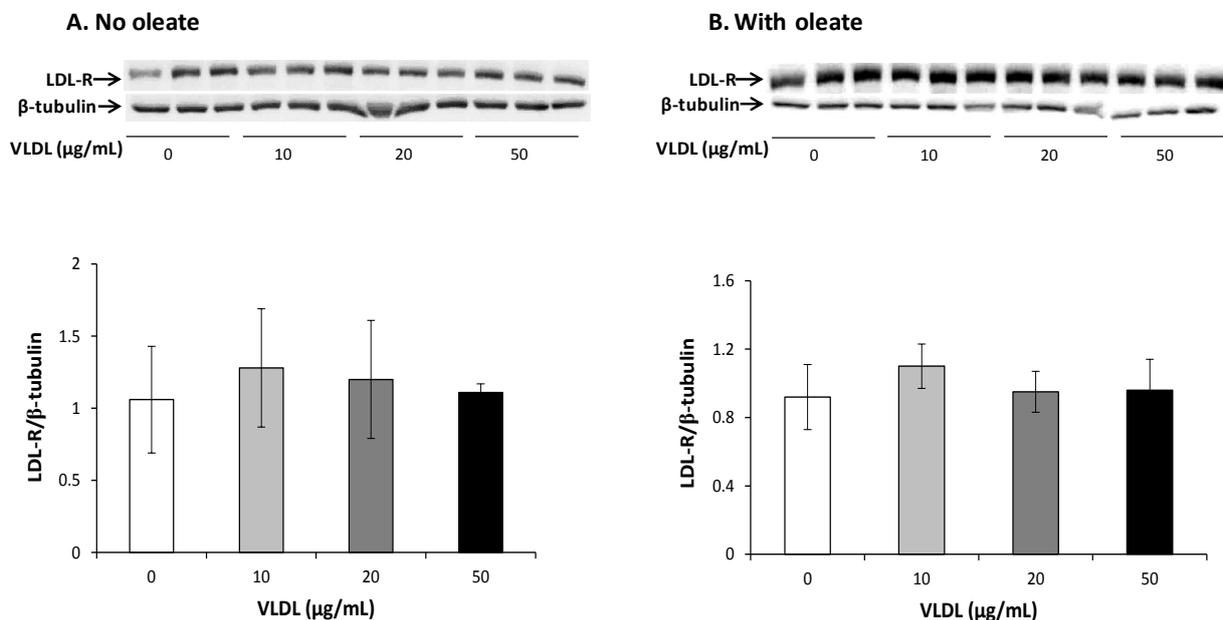 A. No oleate
LDL-R
β-tubulin
VLDL (µg/mL)
0 10 20 50
2
1.5
1
0.5
0
LDL-R/β-tubulin
0 10 20 50
VLDL (µg/mL)
B. With oleate
LDL-R
β-tubulin
VLDL (µg/mL)
0 10 20 50
1.6
1.2
0.8
0.4
0
LDL-R/β-tubulin
0 10 20 50
VLDL (µg/mL)